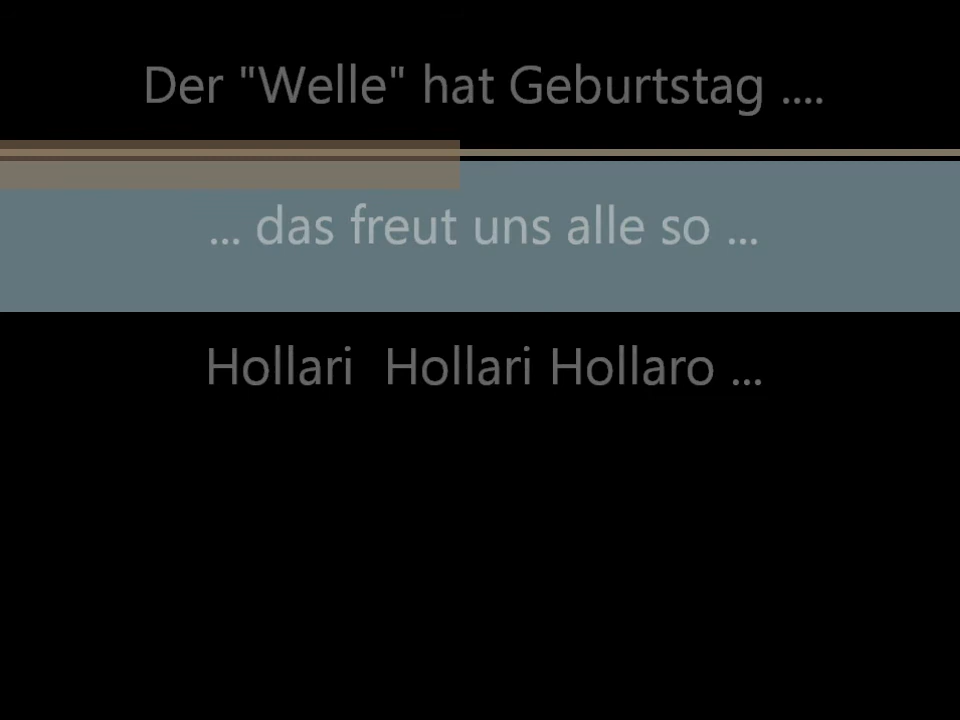 Der "Welle" hat Geburtstag ....
... das freut uns alle so ...
Hollari  Hollari Hollaro ...